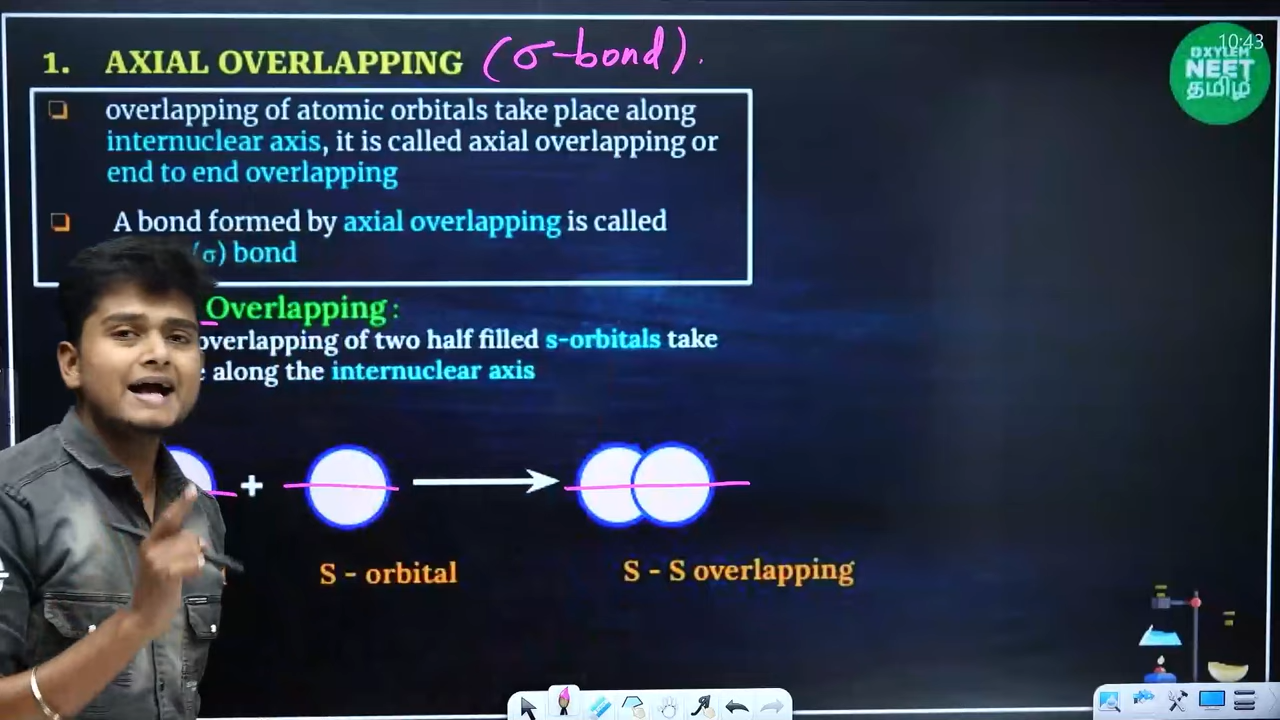 1. AXIAL OVERLAPPING (σ-bond).
10:43
OXYLEM
NEET
தமிழ்
overlapping of atomic orbitals take place along
internuclear axis, it is called axial overlapping or
end to end overlapping
A bond formed by axial overlapping is called
(σ) bond
Overlapping :
overlapping of two half filled s-orbitals take
along the internuclear axis
+
S - orbital
S - S overlapping